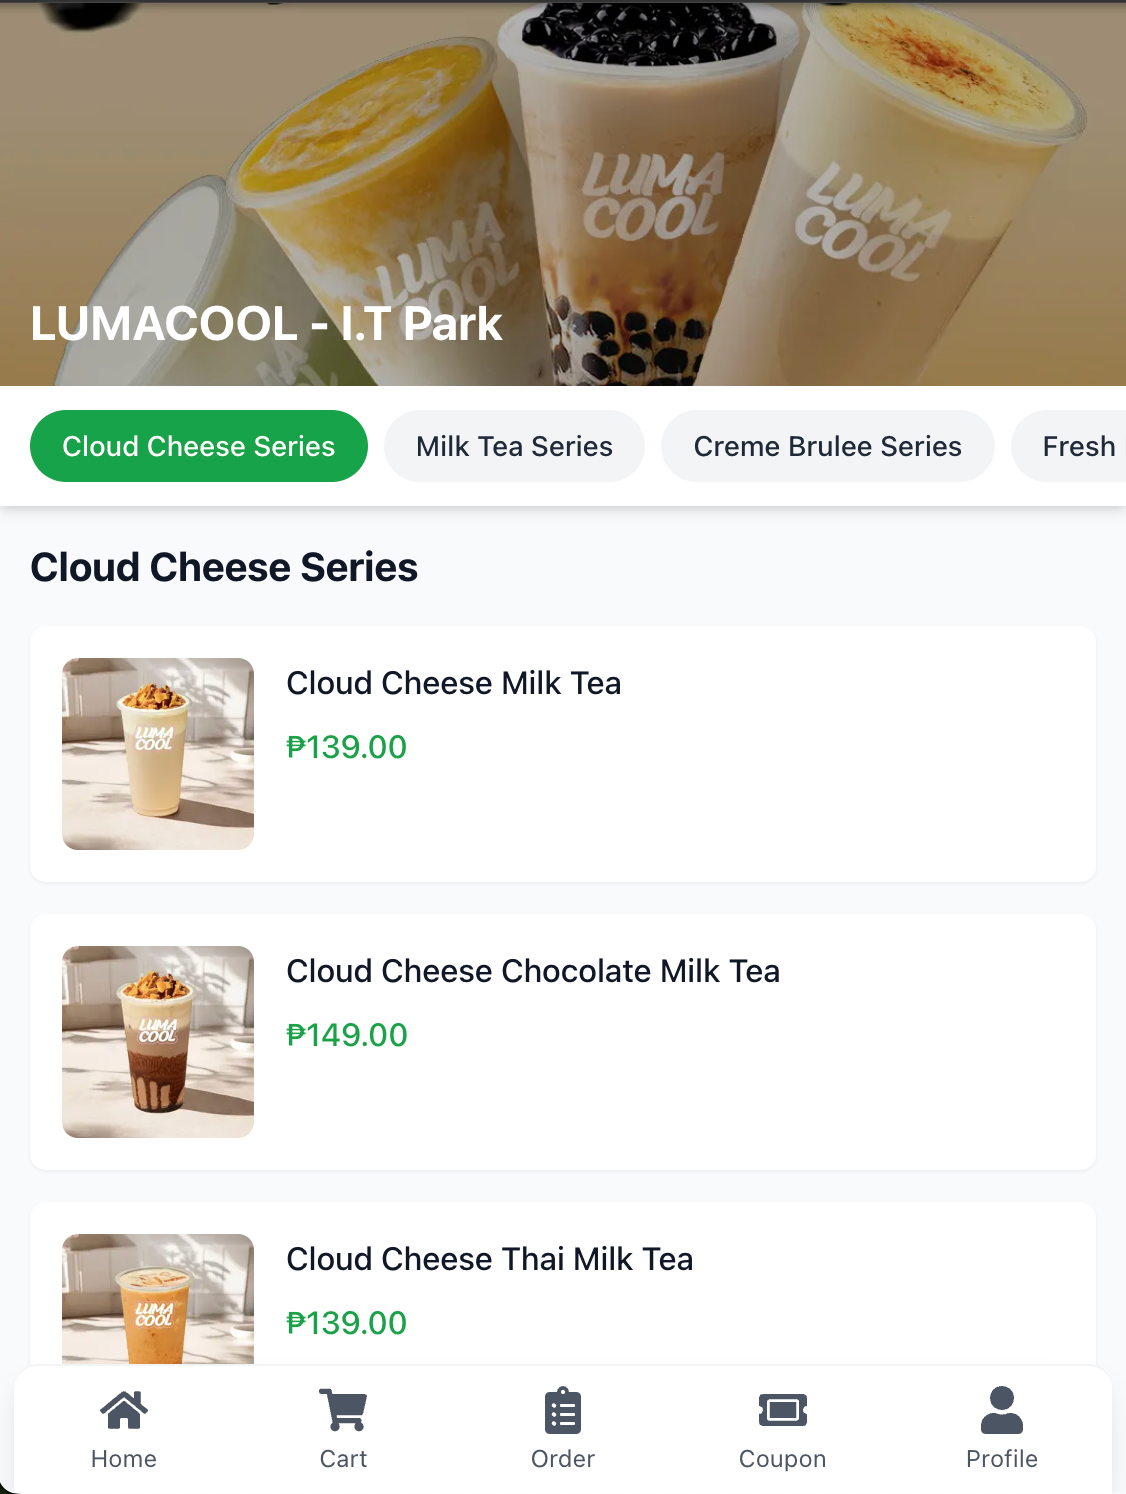 LUMA
COOL
LUMA
COOL
LUMA
COOL
LUMACOOL - I.T Park
Cloud Cheese Series
Milk Tea Series
Creme Brulee Series
Fresh
Cloud Cheese Series
LUMA
COOL
Cloud Cheese Milk Tea
₱139.00
LUMA
COOL
Cloud Cheese Chocolate Milk Tea
₱149.00
LUMA
COOL
Cloud Cheese Thai Milk Tea
₱139.00
Home
Cart
Order
Coupon
Profile